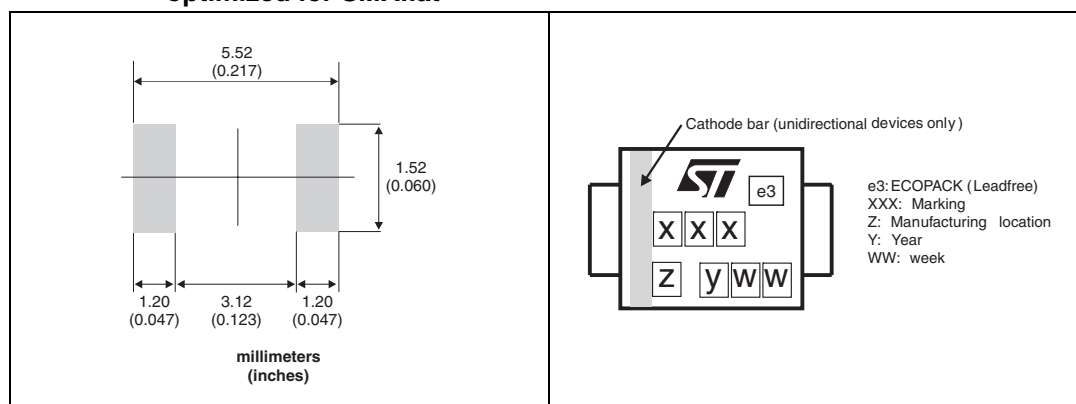 optimized for SMAflat
5.52
(0.217)
1.52
(0.060)
1.20
(0.047)
3.12
(0.123)
1.20
(0.047)
millimeters
(inches)
Cathode bar (unidirectional devices only)
ST
e3
x x x
z y w w
e3: ECOPACK (Leadfree)
XXX: Marking
Z: Manufacturing location
Y: Year
WW: week